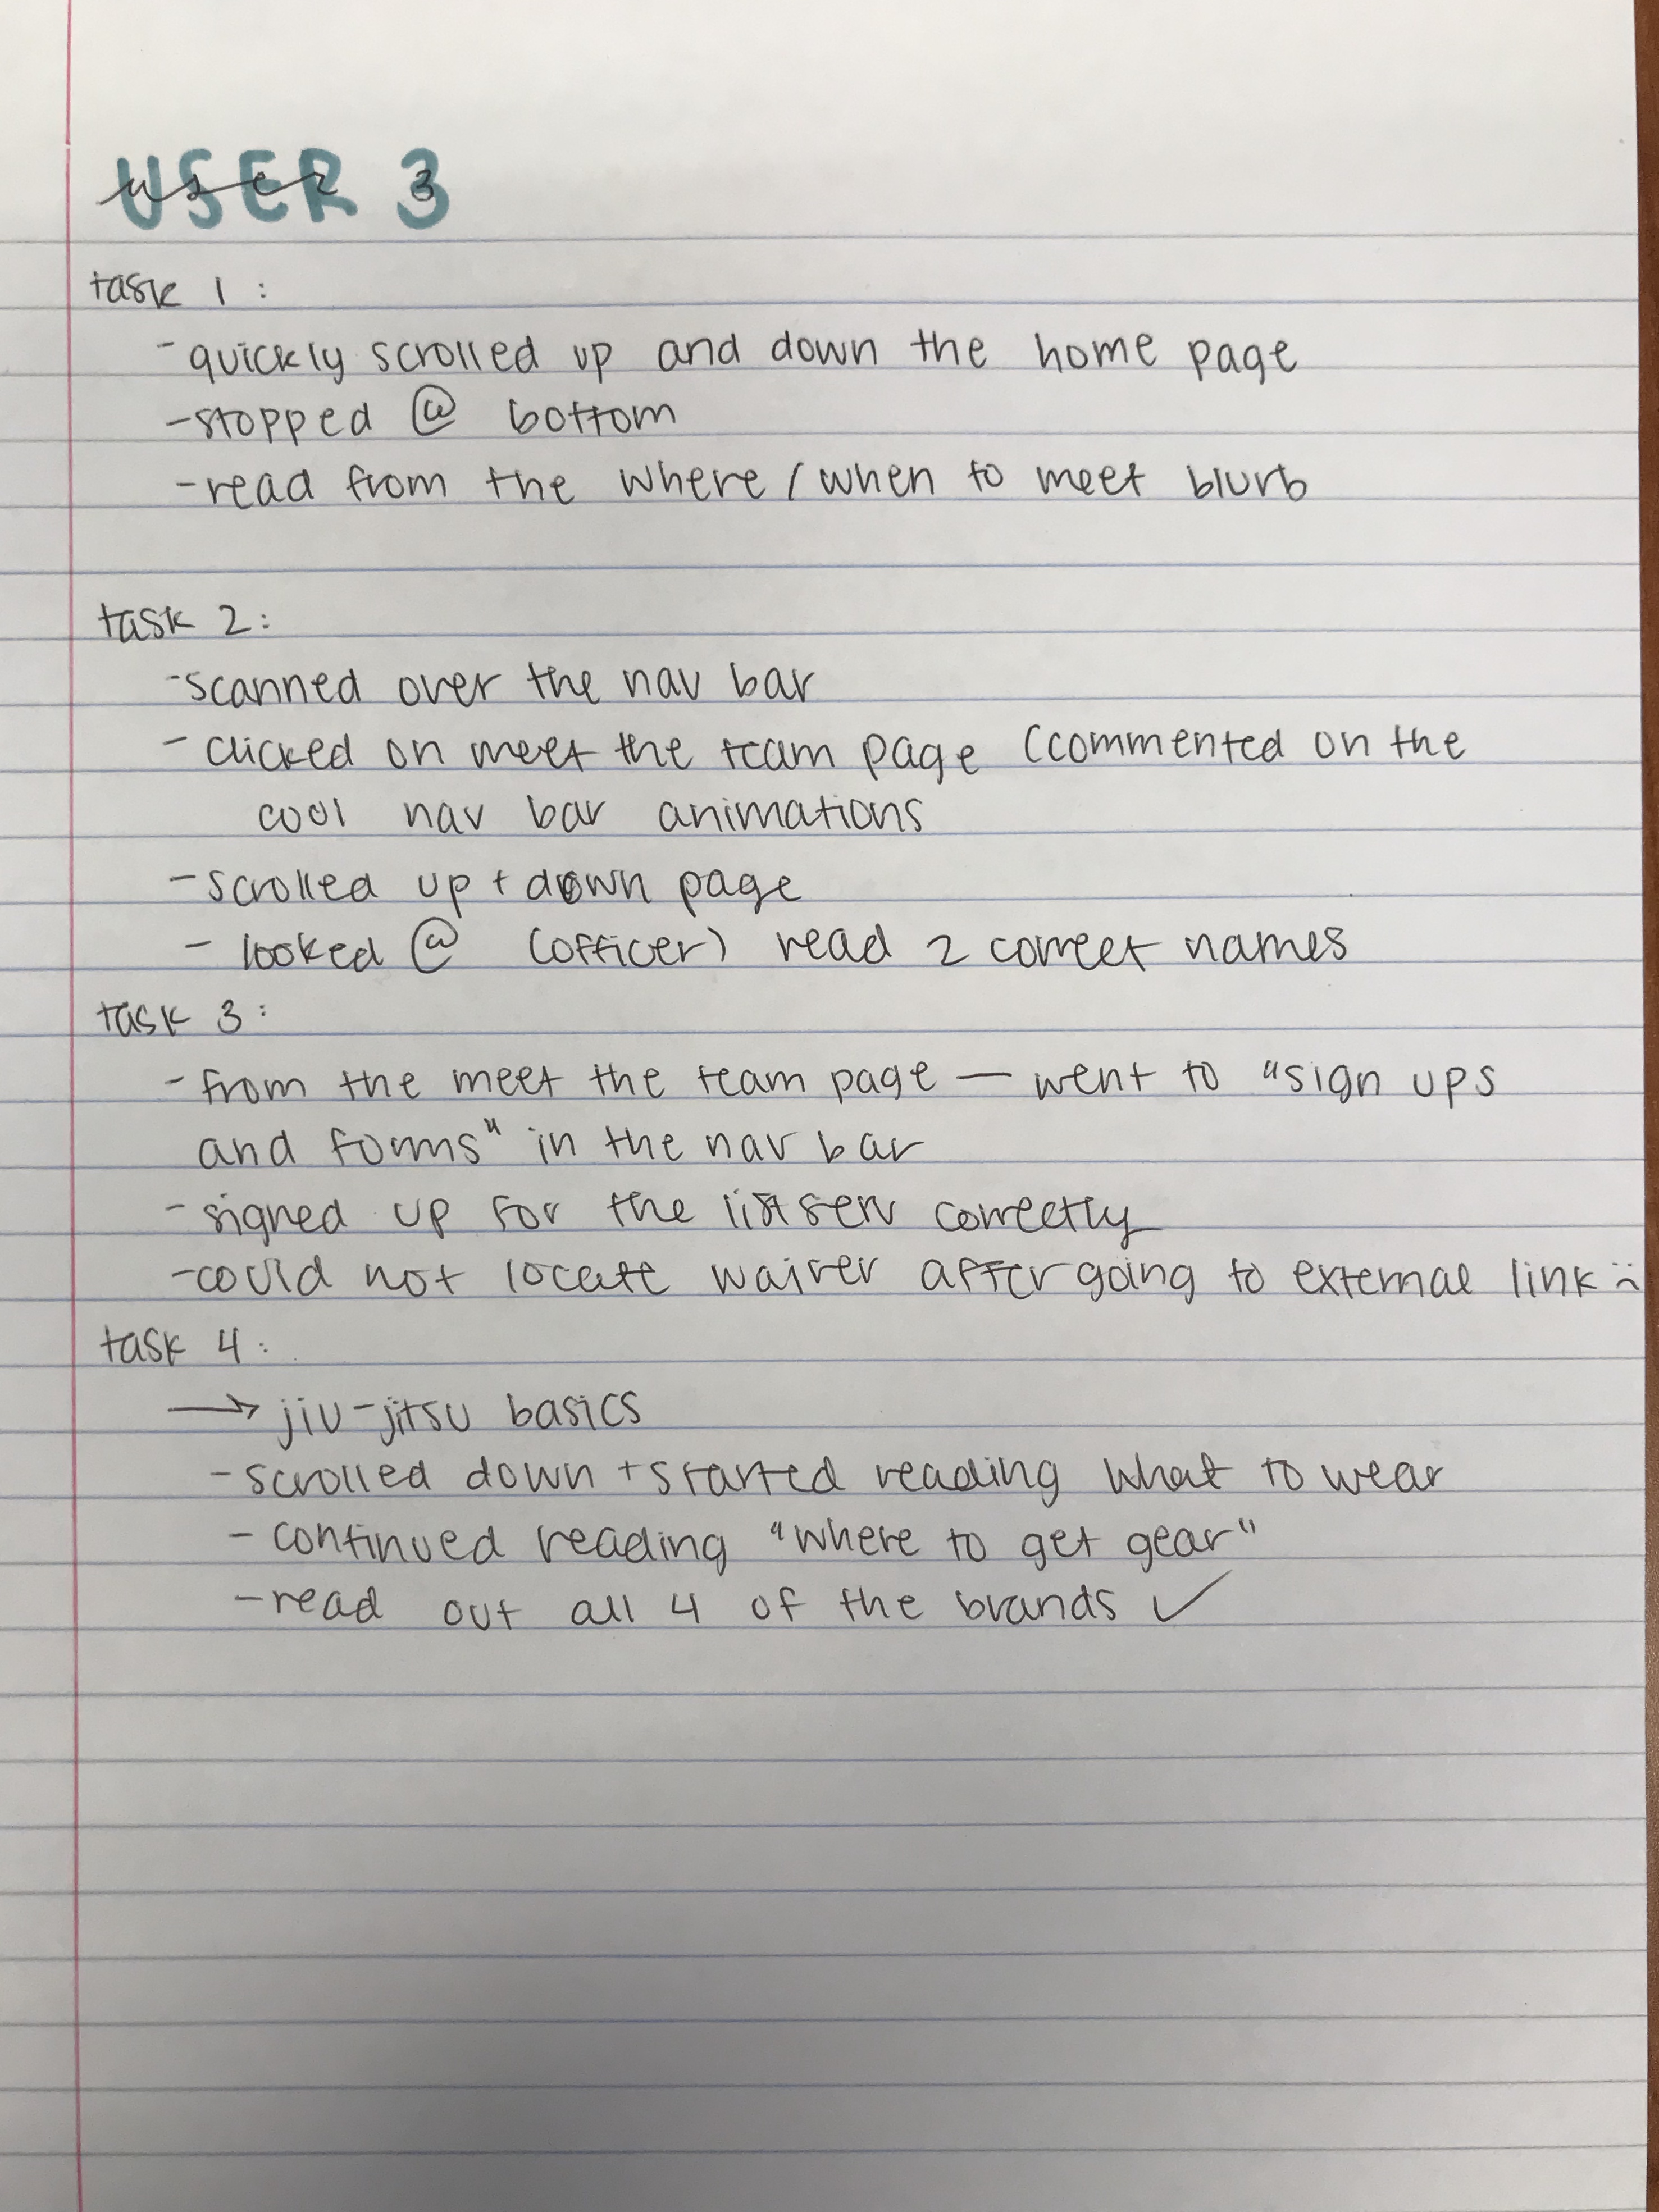 USER 3
task 1:
- quickly scrolled up and down the home page
- stopped @ bottom
- read from the where / when to meet blurb
task 2:
- scanned over the nav bar
- clicked on meet the team page (commented on the
cool nav bar animations
- scrolled up + down page
- looked @ (officer) read 2 correct names
task 3:
- from the meet the team page — went to "sign ups
and forms" in the nav bar
- signed up for the listserv correctly
- could not locate waiver after going to external link :(
task 4:
→ jiu-jitsu basics
- scrolled down + started reading what to wear
- continued reading "where to get gear"
- read out all 4 of the brands ✓